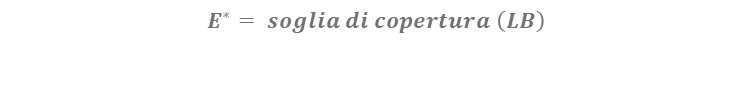 E* = soglia di copertura (LB)